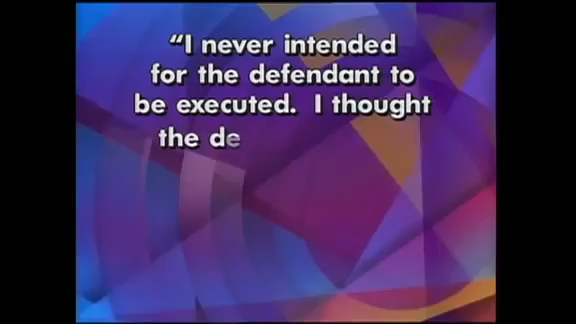 “I never intended
for the defendant to
be executed.  I thought
the de